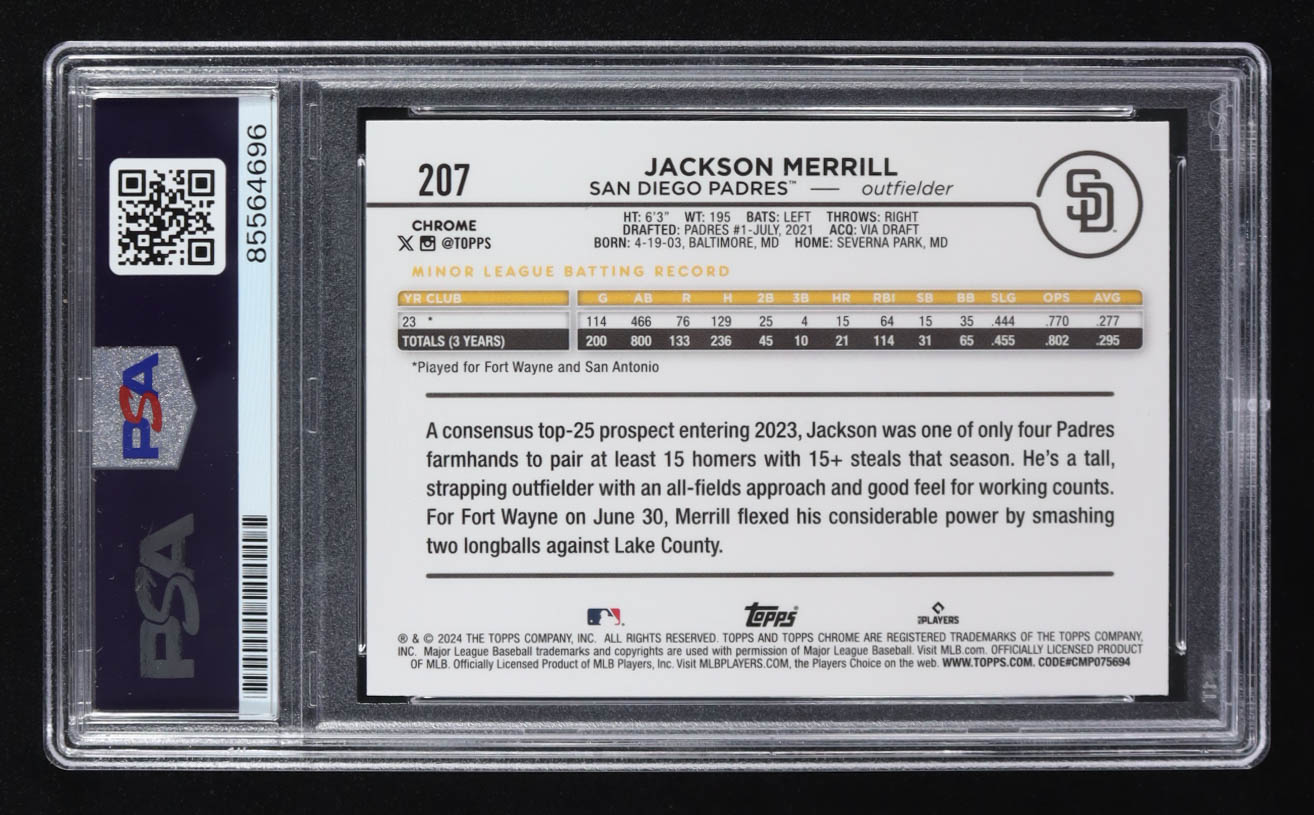 85564696
PSA
PSA
207
JACKSON MERRILL
SAN DIEGO PADRES™ — outfielder
SD
CHROME
@TOPPS
HT: 6'3" WT: 195 BATS: LEFT THROWS: RIGHT
DRAFTED: PADRES #1-JULY, 2021 ACQ: VIA DRAFT
BORN: 4-19-03, BALTIMORE, MD HOME: SEVERNA PARK, MD
MINOR LEAGUE BATTING RECORD
YR CLUB G AB R H 2B 3B HR RBI SB BB SLG OPS AVG
23 * 114 466 76 129 25 4 15 64 15 35 .444 .770 .277
TOTALS (3 YEARS) 200 800 133 236 45 10 21 114 31 65 .455 .802 .295
*Played for Fort Wayne and San Antonio
A consensus top-25 prospect entering 2023, Jackson was one of only four Padres
farmhands to pair at least 15 homers with 15+ steals that season. He's a tall,
strapping outfielder with an all-fields approach and good feel for working counts.
For Fort Wayne on June 30, Merrill flexed his considerable power by smashing
two longballs against Lake County.
Topps
PLAYERS
® & © 2024 THE TOPPS COMPANY, INC. ALL RIGHTS RESERVED. TOPPS AND TOPPS CHROME ARE REGISTERED TRADEMARKS OF THE TOPPS COMPANY,
INC. Major League Baseball trademarks and copyrights are used with permission of Major League Baseball. Visit MLB.com. OFFICIALLY LICENSED PRODUCT
OF MLB. Officially Licensed Product of MLB Players, Inc. Visit MLBPLAYERS.COM, the Players Choice on the web. WWW.TOPPS.COM. CODE#CMP075694